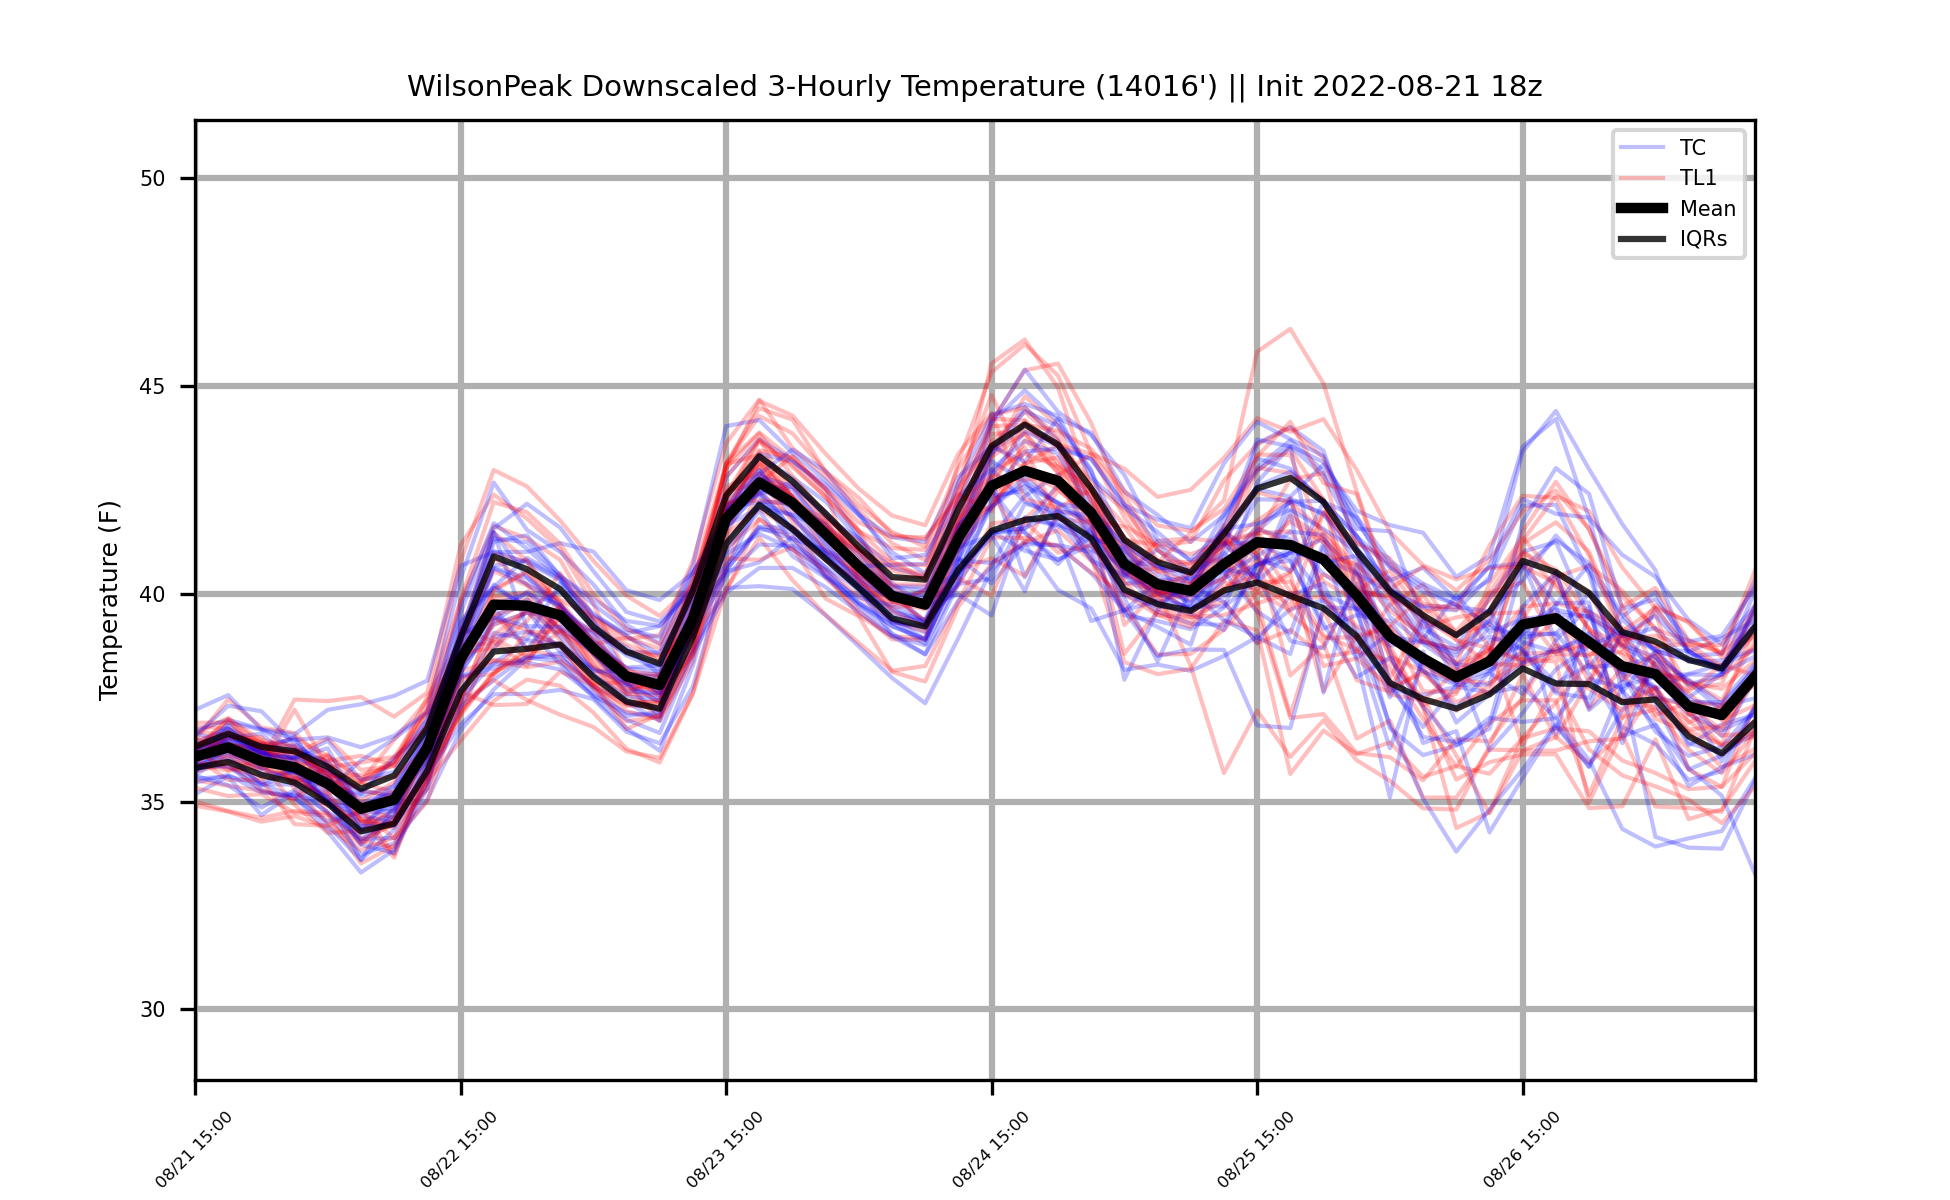 WilsonPeak Downscaled 3-Hourly Temperature (14016') || Init 2022-08-21 18z
TC
TL1
Mean
IQRs
Temperature (F)
50
45
40
35
30
08/21 15:00
08/22 15:00
08/23 15:00
08/24 15:00
08/25 15:00
08/26 15:00